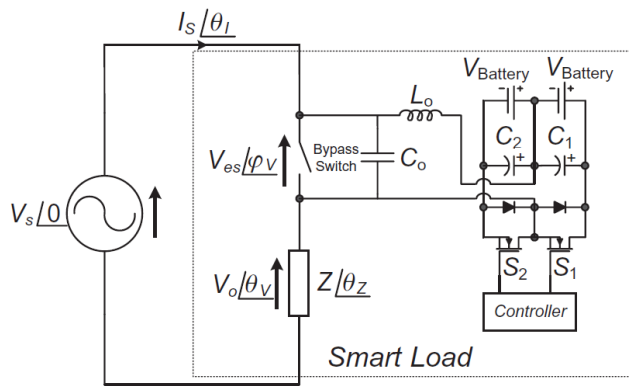 I_S/θ_I
V_Battery V_Battery
L_o
C_2 C_1
- + - +
+ +
V_es/φ_V
Bypass
Switch
C_o
V_s/0
V_o/θ_V
Z/θ_Z
S_2 S_1
Controller
Smart Load